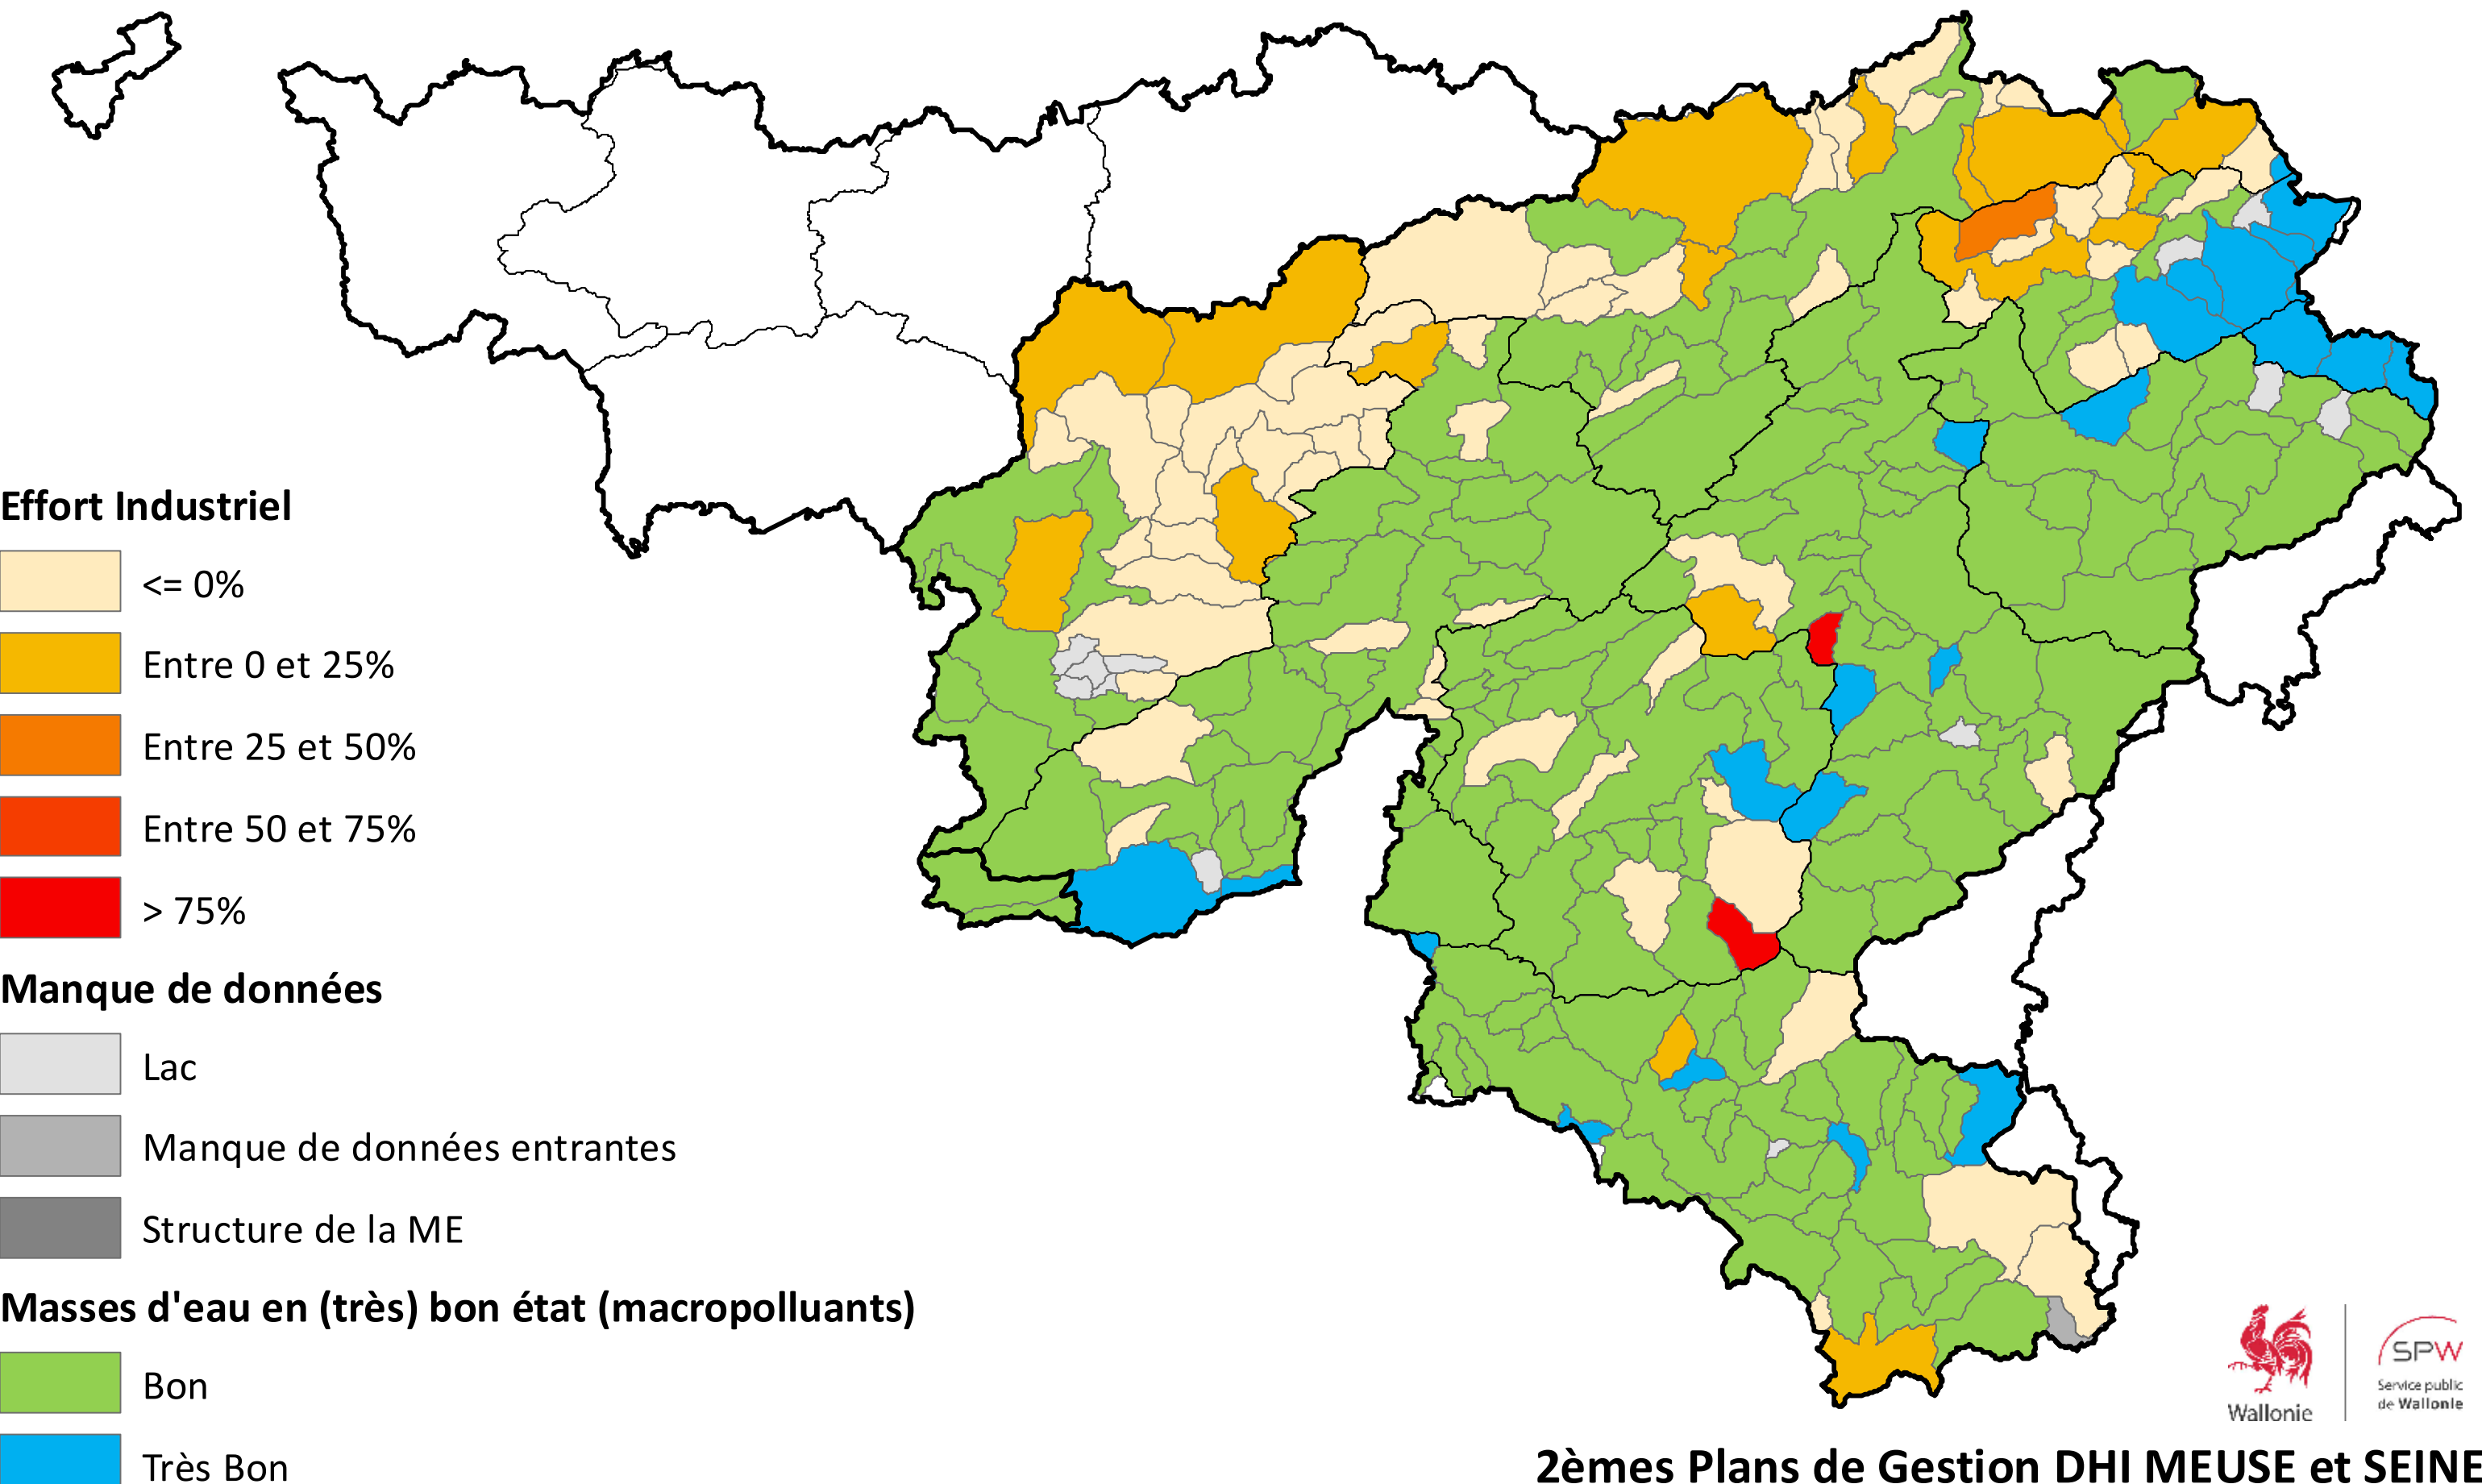 Effort Industriel
<= 0%
Entre 0 et 25%
Entre 25 et 50%
Entre 50 et 75%
> 75%
Manque de données
Lac
Manque de données entrantes
Structure de la ME
Masses d'eau en (très) bon état (macropolluants)
Bon
Très Bon
Wallonie
SPW
Service public
de Wallonie
2èmes Plans de Gestion DHI MEUSE et SEINE